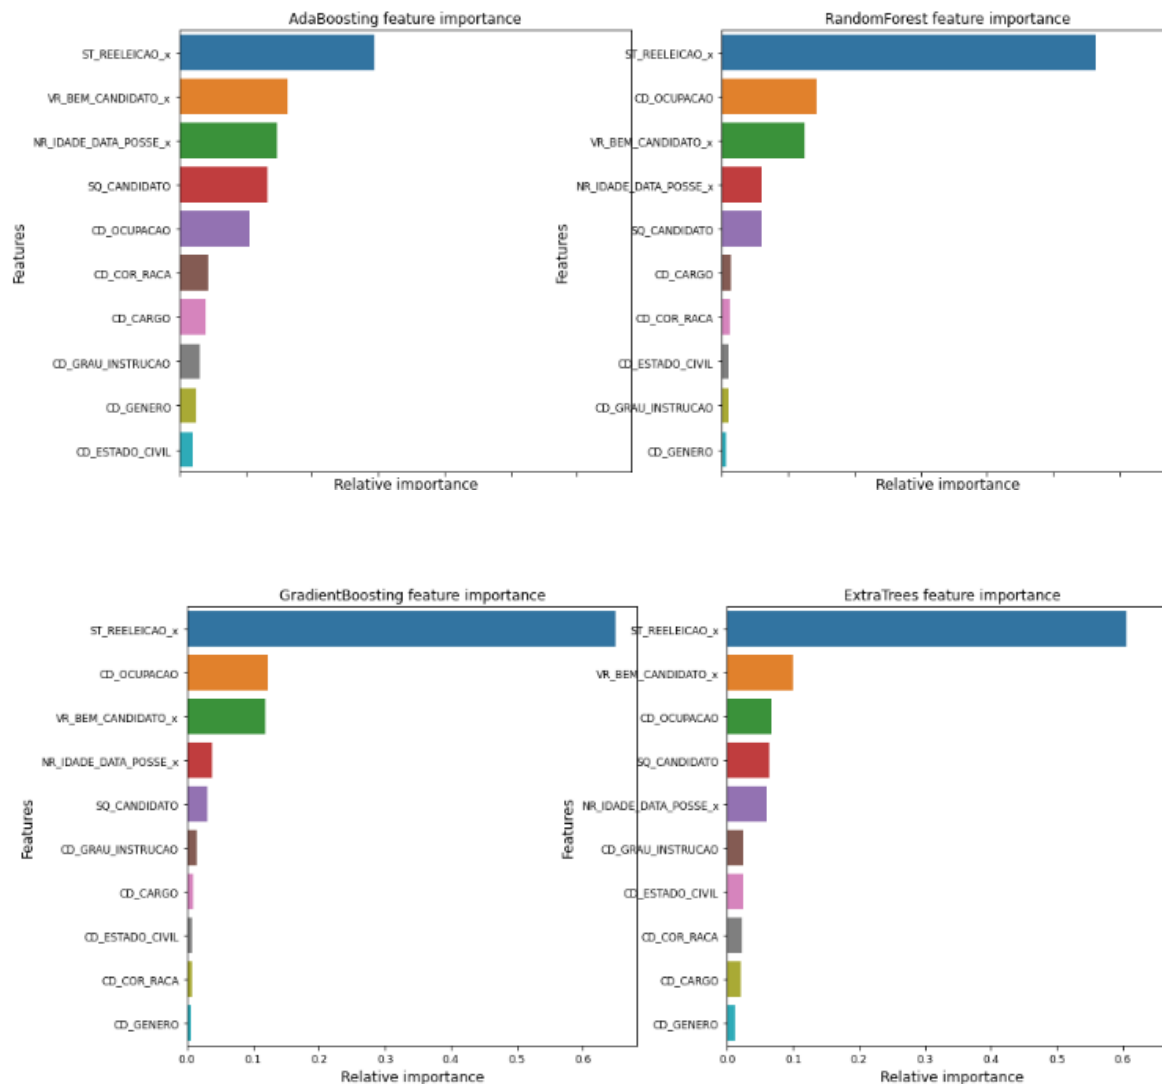 AdaBoosting feature importance
ST_REELEICAO_x
VR_BEM_CANDIDATO_x
NR_IDADE_DATA_POSSE_x
SQ_CANDIDATO
CD_OCUPACAO
CD_COR_RACA
CD_CARGO
CD_GRAU_INSTRUCAO
CD_GENERO
CD_ESTADO_CIVIL
Features
Relative importance
RandomForest feature importance
ST_REELEICAO_x
CD_OCUPACAO
VR_BEM_CANDIDATO_x
NR_IDADE_DATA_POSSE_x
SQ_CANDIDATO
CD_CARGO
CD_COR_RACA
CD_ESTADO_CIVIL
CD_GRAU_INSTRUCAO
CD_GENERO
Features
Relative importance
GradientBoosting feature importance
ST_REELEICAO_x
CD_OCUPACAO
VR_BEM_CANDIDATO_x
NR_IDADE_DATA_POSSE_x
SQ_CANDIDATO
CD_GRAU_INSTRUCAO
CD_CARGO
CD_ESTADO_CIVIL
CD_COR_RACA
CD_GENERO
Features
0.0 0.1 0.2 0.3 0.4 0.5 0.6
Relative importance
ExtraTrees feature importance
ST_REELEICAO_x
VR_BEM_CANDIDATO_x
CD_OCUPACAO
SQ_CANDIDATO
NR_IDADE_DATA_POSSE_x
CD_GRAU_INSTRUCAO
CD_ESTADO_CIVIL
CD_COR_RACA
CD_CARGO
CD_GENERO
Features
0.0 0.1 0.2 0.3 0.4 0.5 0.6
Relative importance